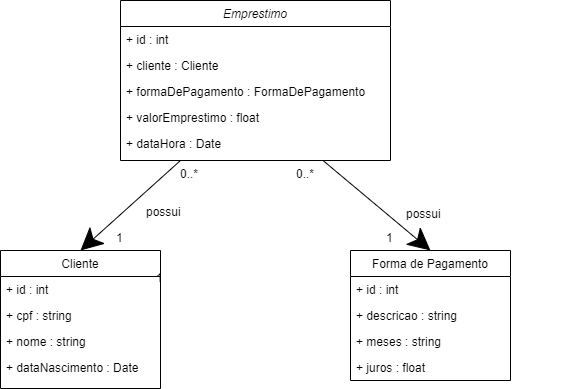 Emprestimo
+ id : int
+ cliente : Cliente
+ formaDePagamento : FormaDePagamento
+ valorEmprestimo : float
+ dataHora : Date
0..*
0..*
possui
possui
1
1
Cliente
+ id : int
+ cpf : string
+ nome : string
+ dataNascimento : Date
Forma de Pagamento
+ id : int
+ descricao : string
+ meses : string
+ juros : float